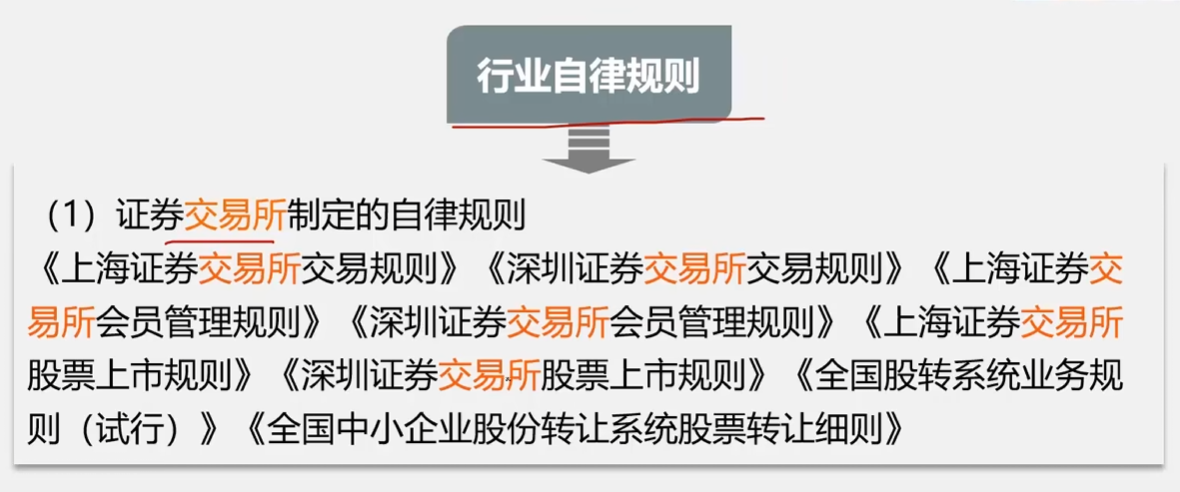 行业自律规则
（1）证券交易所制定的自律规则
《上海证券交易所交易规则》《深圳证券交易所交易规则》《上海证券交
易所会员管理规则》《深圳证券交易所会员管理规则》《上海证券交易所
股票上市规则》《深圳证券交易所股票上市规则》《全国股转系统业务规
则（试行）》《全国中小企业股份转让系统股票转让细则》